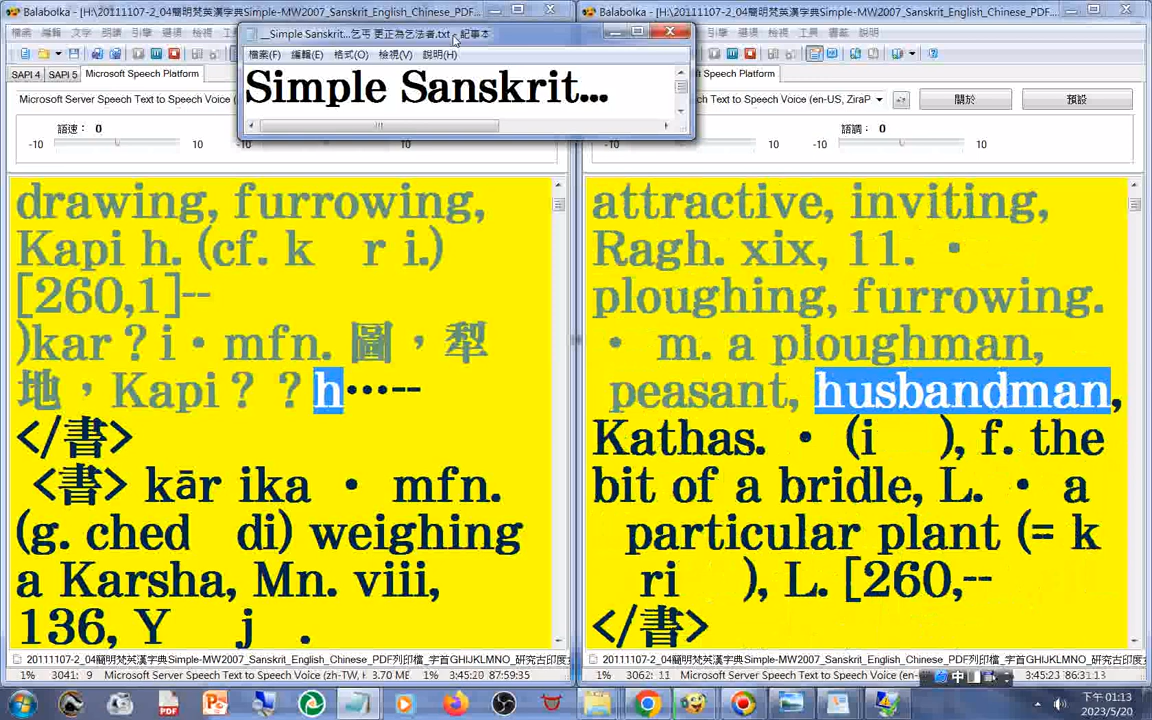 Balabolka - [H:\20111107-2_04簡明梵英漢字典Simple-MW2007_Sanskrit_English_Chinese_PDF...
Balabolka - [H:\20111107-2_04簡明梵英漢字典Simple-MW2007_Sanskrit_English_Chinese_PDF...
__Simple Sanskrit...乞丐 更正為乞法者.txt - 記事本
檔案(F) 編輯(E) 格式(O) 檢視(V) 說明(H)
Simple Sanskrit...
SAPI 4 SAPI 5 Microsoft Speech Platform
t Speech Platform
Microsoft Server Speech Text to Speech Voice (
ch Text to Speech Voice (en-US, ZiraP
關於
預設
語速： 0
-10 10 10
語調： 0
10 -10 10
drawing, furrowing,
Kapi h. (cf. k r i.)
[260,1]--
)kar？i・mfn. 圖，犁
地，Kapi？？h…--
</書>
<書> kār ika ・ mfn.
(g. ched di) weighing
a Karsha, Mn. viii,
136, Y j .
attractive, inviting,
Ragh. xix, 11. ・
ploughing, furrowing.
・ m. a ploughman,
peasant, husbandman,
Kathas. ・ (i ), f. the
bit of a bridle, L. ・ a
particular plant (= k
ri ), L. [260,--
</書>
20111107-2_04簡明梵英漢字典Simple-MW2007_Sanskrit_English_Chinese_PDF列印檔_字首GHIJKLMNO_研究古印度
20111107-2_04簡明梵英漢字典Simple-MW2007_Sanskrit_English_Chinese_PDF列印檔_字首GHIJKLMNO_研究古印度
1% 3041: 9 Microsoft Server Speech Text to Speech Voice (zh-TW, H 3.70 ME 1% 3:45:20 87:59:35
1% 3062: 11 Microsoft Server Speech Text to Speech Voice 3:45:23 86:31:13
中
下午 01:13
2023/5/20